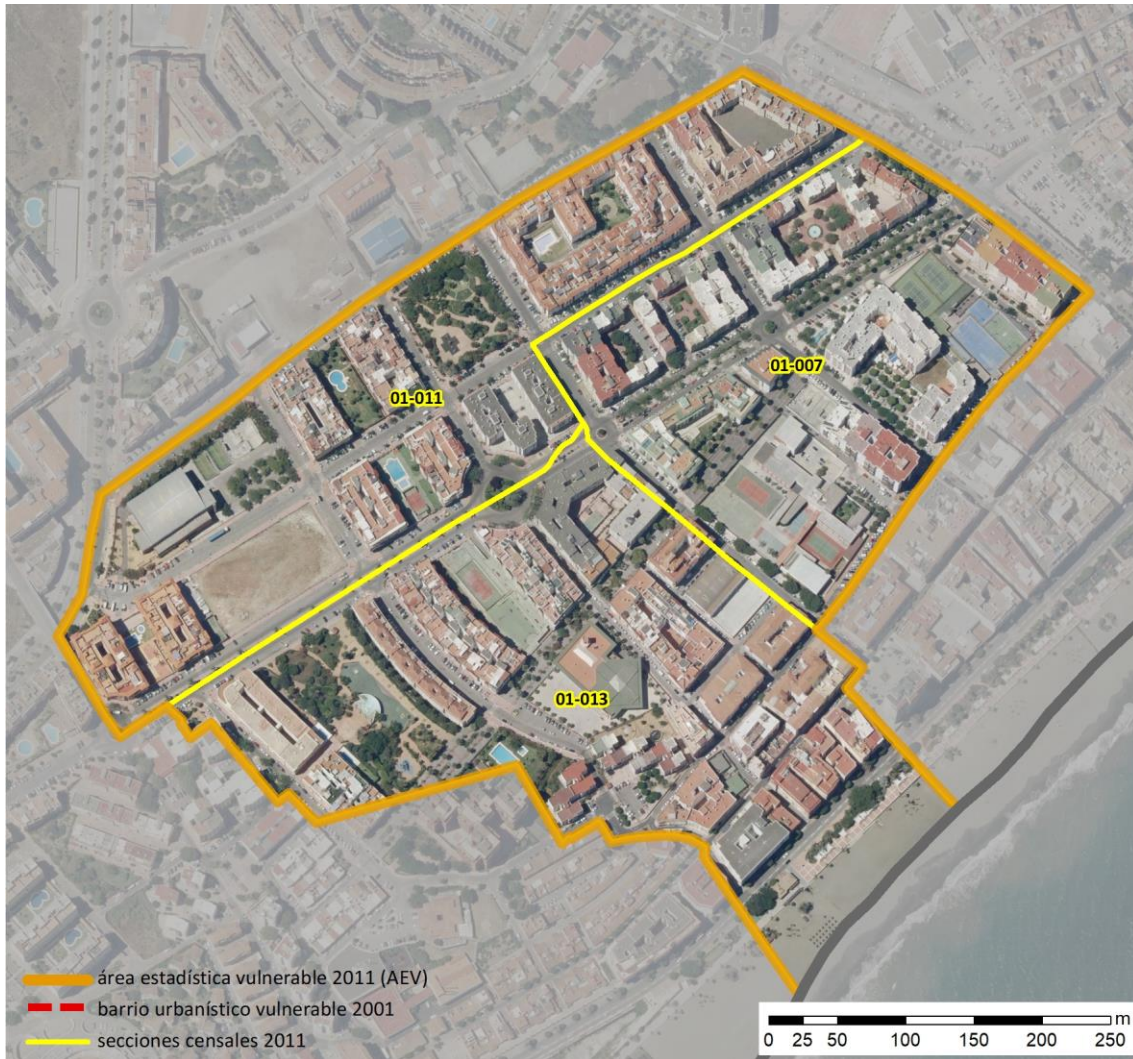 01-007
01-011
01-013
área estadística vulnerable 2011 (AEV)
barrio urbanístico vulnerable 2001
secciones censales 2011
m
0 25 50 100 150 200 250